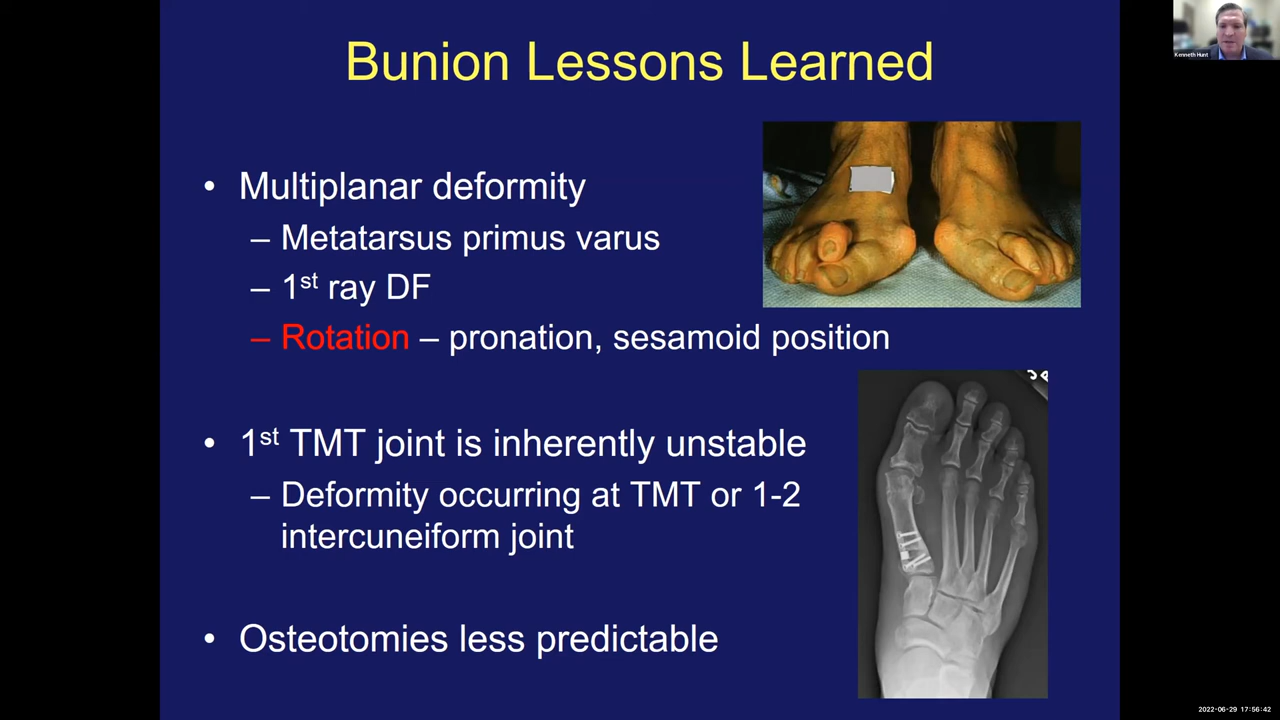 Kenneth Hunt
Bunion Lessons Learned
• Multiplanar deformity
– Metatarsus primus varus
– 1st ray DF
– Rotation – pronation, sesamoid position
• 1st TMT joint is inherently unstable
– Deformity occurring at TMT or 1-2
intercuneiform joint
• Osteotomies less predictable
2022-06-29 17:56:42